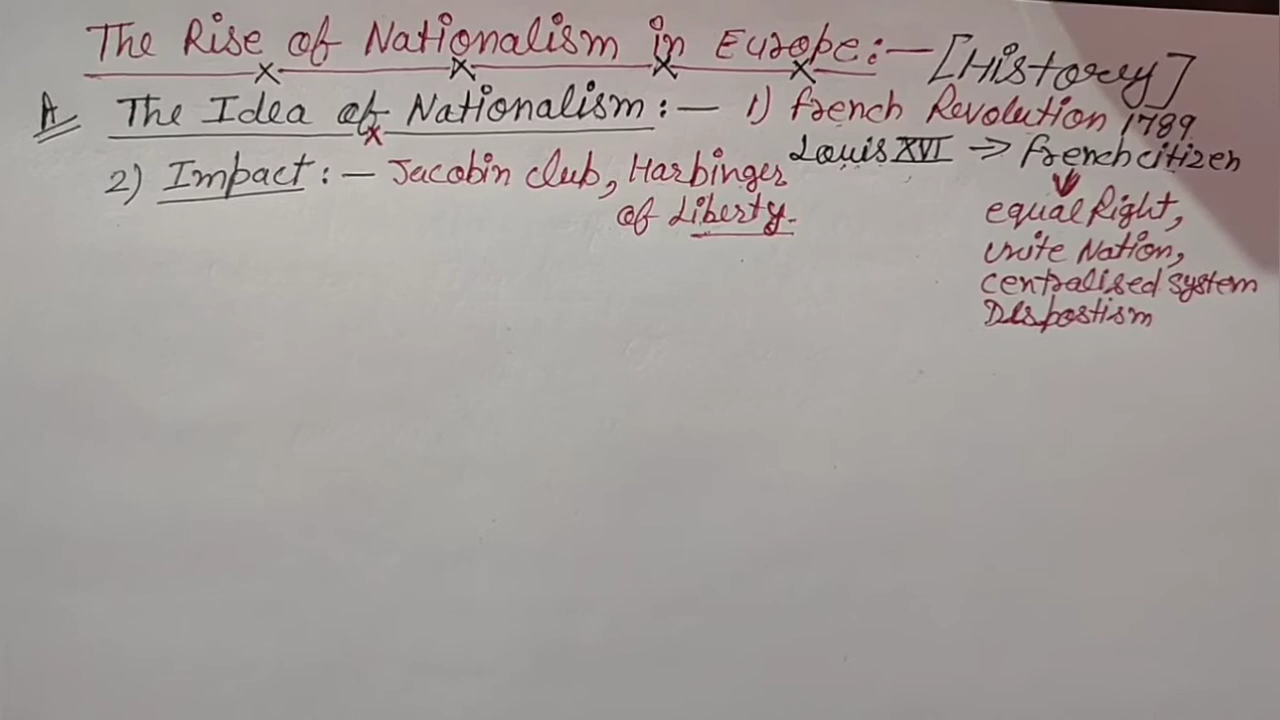 The Rise of Nationalism in Europe:- [History]
A The Idea of Nationalism:- 1) French Revolution 1789
Louis XVI → French citizen
2) Impact:- Jacobin club, Harbinger
of Liberty.
equal Right,
unite Nation,
centralised system
Despostism